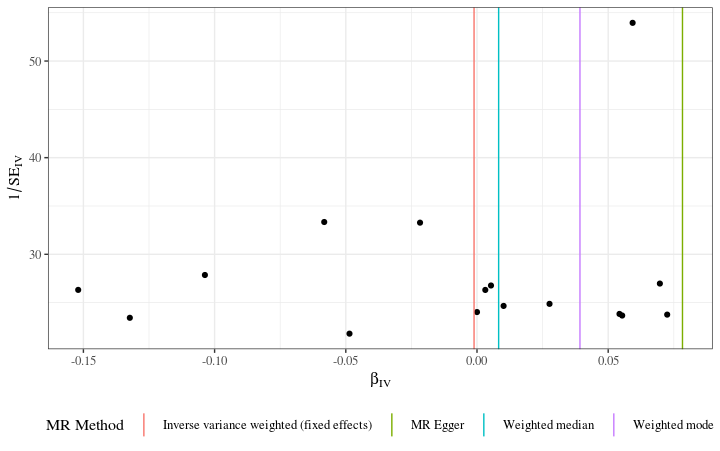 50
40
30
1/SE_IV
-0.15 -0.10 -0.05 0.00 0.05
β_IV
MR Method Inverse variance weighted (fixed effects) MR Egger Weighted median Weighted mode